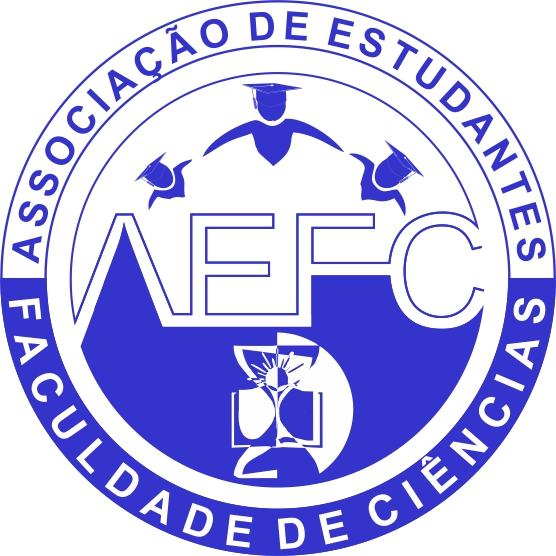 ASSOCIAÇÃO DE ESTUDANTES
AEFC
FACULDADE DE CIÊNCIAS